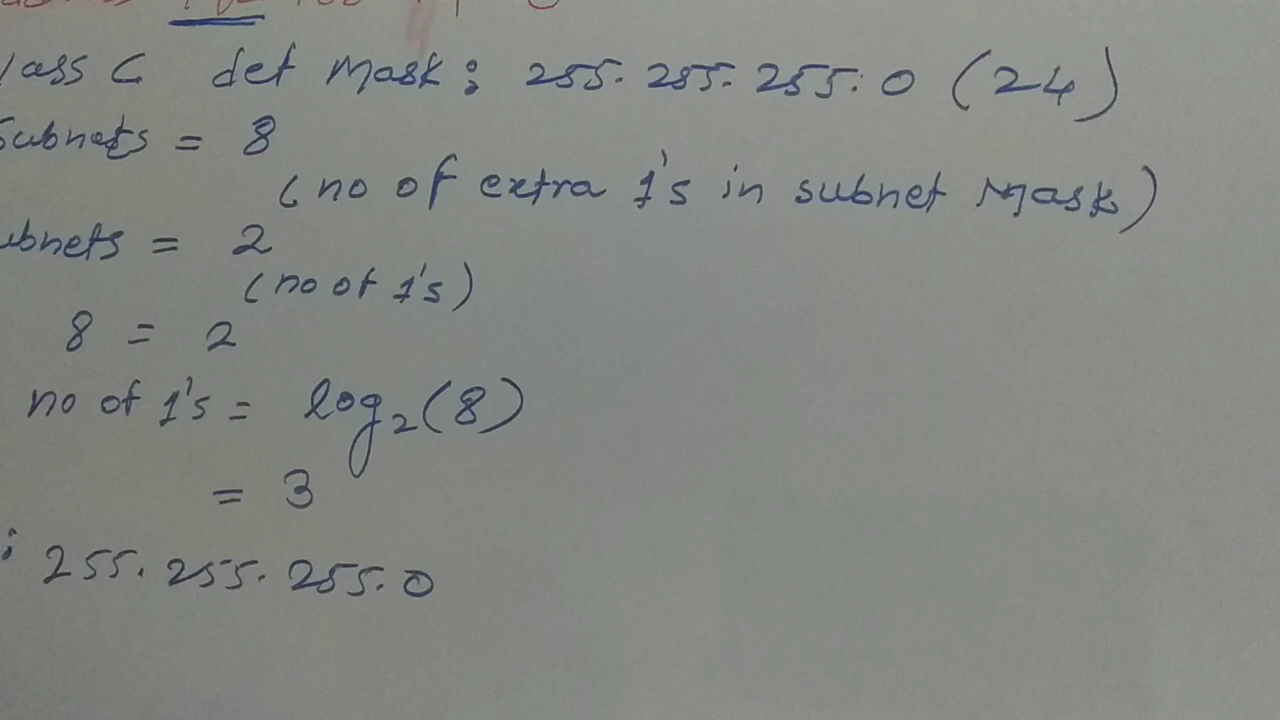 lass C def Mask: 255.255.255.0 (24)
Subnets = 8
(no of extra 1's in subnet Mask)
ubnets = 2
(no of 1's)
8 = 2
no of 1's = log2(8)
= 3
: 255.255.255.0